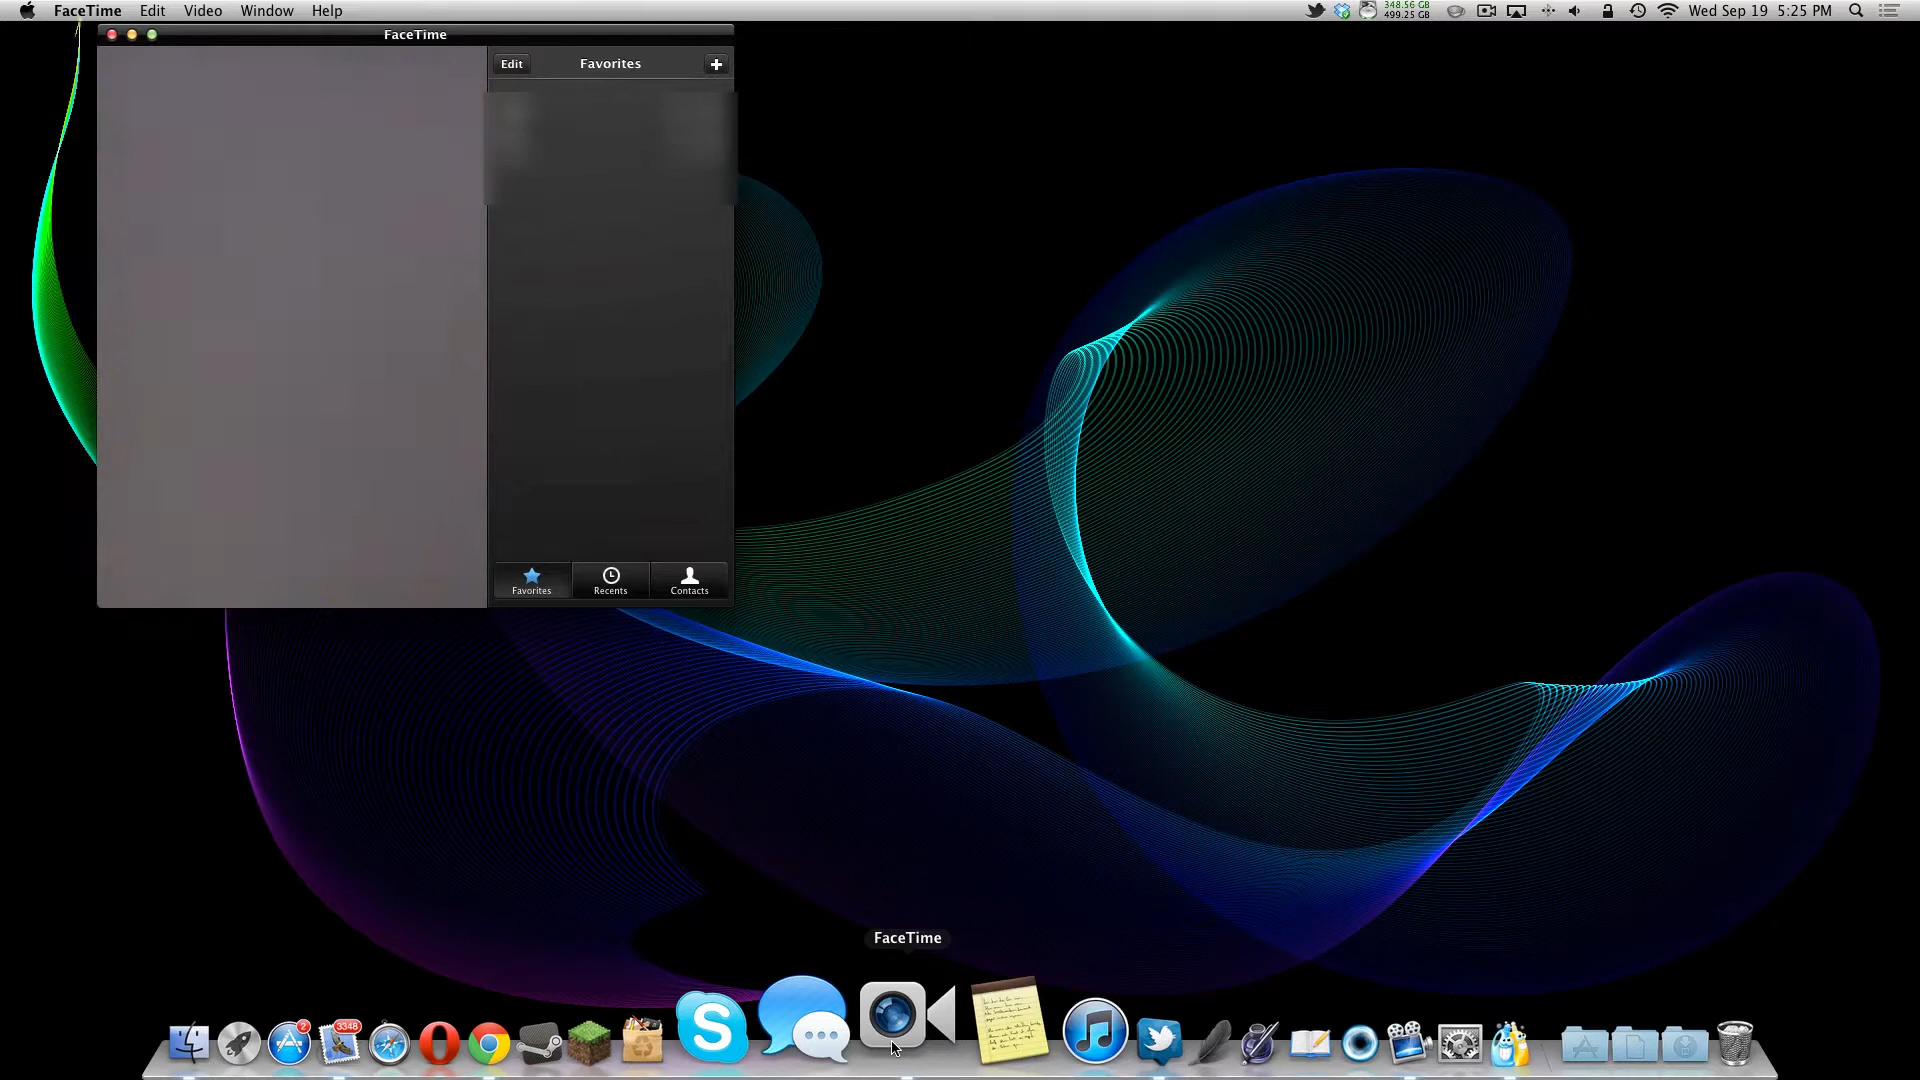 FaceTime Edit Video Window Help
348.56 GB
499.25 GB
Wed Sep 19 5:25 PM
FaceTime
Edit Favorites +
Favorites Recents Contacts
FaceTime
2
3348
S